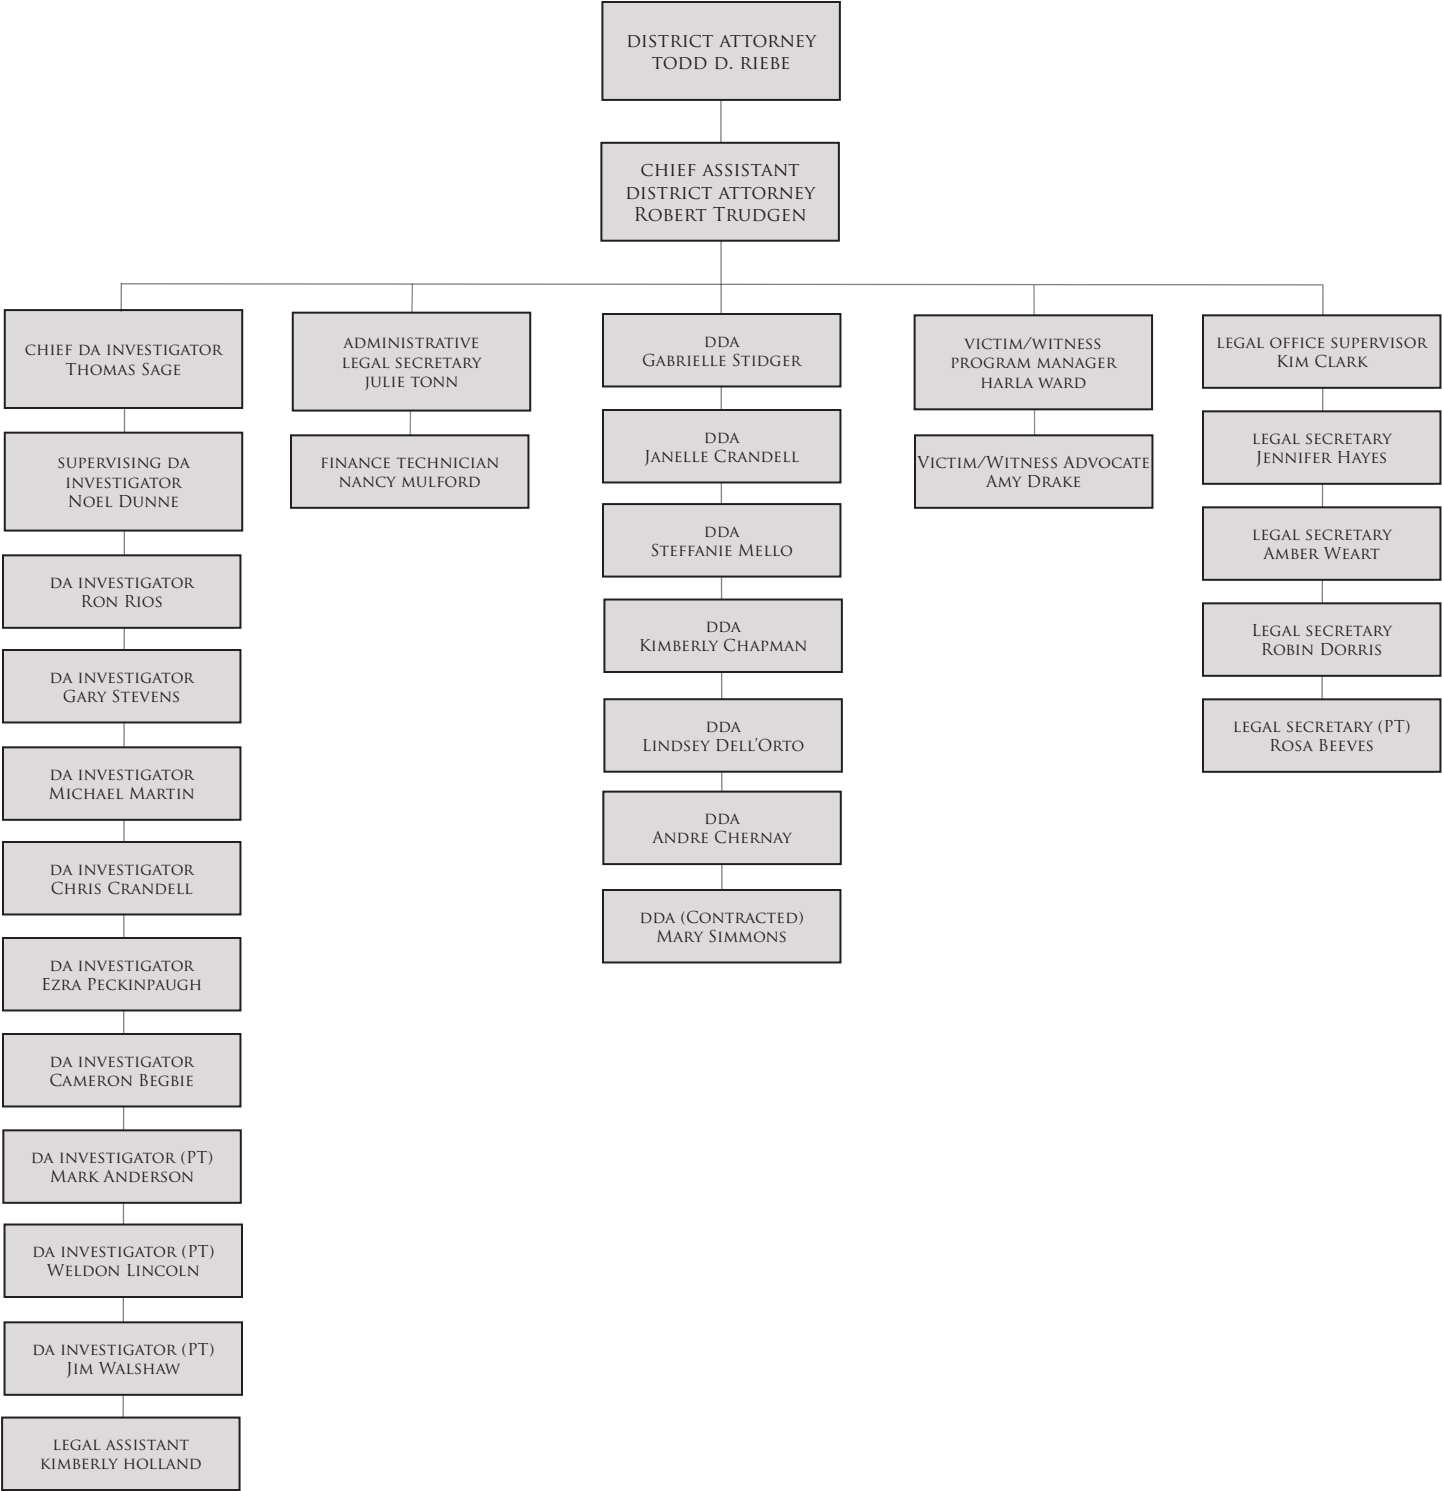 DISTRICT ATTORNEY
TODD D. RIEBE
CHIEF ASSISTANT
DISTRICT ATTORNEY
ROBERT TRUDGEN
CHIEF DA INVESTIGATOR
THOMAS SAGE
SUPERVISING DA
INVESTIGATOR
NOEL DUNNE
DA INVESTIGATOR
RON RIOS
DA INVESTIGATOR
GARY STEVENS
DA INVESTIGATOR
MICHAEL MARTIN
DA INVESTIGATOR
CHRIS CRANDELL
DA INVESTIGATOR
EZRA PECKINPAUGH
DA INVESTIGATOR
CAMERON BEGBIE
DA INVESTIGATOR (PT)
MARK ANDERSON
DA INVESTIGATOR (PT)
WELDON LINCOLN
DA INVESTIGATOR (PT)
JIM WALSHAW
LEGAL ASSISTANT
KIMBERLY HOLLAND
ADMINISTRATIVE
LEGAL SECRETARY
JULIE TONN
FINANCE TECHNICIAN
NANCY MULFORD
DDA
GABRIELLE STIDGER
DDA
JANELLE CRANDELL
DDA
STEFFANIE MELLO
DDA
KIMBERLY CHAPMAN
DDA
LINDSEY DELL'ORTO
DDA
ANDRE CHERNAY
DDA (CONTRACTED)
MARY SIMMONS
VICTIM/WITNESS
PROGRAM MANAGER
HARLA WARD
VICTIM/WITNESS ADVOCATE
AMY DRAKE
LEGAL OFFICE SUPERVISOR
KIM CLARK
LEGAL SECRETARY
JENNIFER HAYES
LEGAL SECRETARY
AMBER WEART
LEGAL SECRETARY
ROBIN DORRIS
LEGAL SECRETARY (PT)
ROSA BEEVES